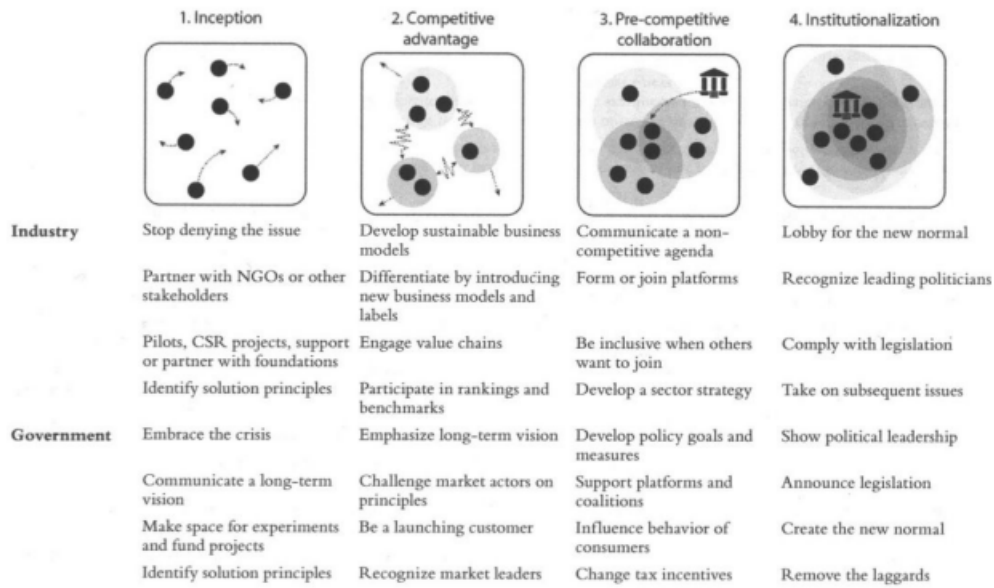 1. Inception
2. Competitive
advantage
3. Pre-competitive
collaboration
4. Institutionalization
Industry
Stop denying the issue
Develop sustainable business
models
Communicate a non-
competitive agenda
Lobby for the new normal
Partner with NGOs or other
stakeholders
Differentiate by introducing
new business models and
labels
Form or join platforms
Recognize leading politicians
Pilots, CSR projects, support
or partner with foundations
Engage value chains
Be inclusive when others
want to join
Comply with legislation
Identify solution principles
Participate in rankings and
benchmarks
Develop a sector strategy
Take on subsequent issues
Government
Embrace the crisis
Emphasize long-term vision
Develop policy goals and
measures
Show political leadership
Communicate a long-term
vision
Challenge market actors on
principles
Support platforms and
coalitions
Announce legislation
Make space for experiments
and fund projects
Be a launching customer
Influence behavior of
consumers
Create the new normal
Identify solution principles
Recognize market leaders
Change tax incentives
Remove the laggards